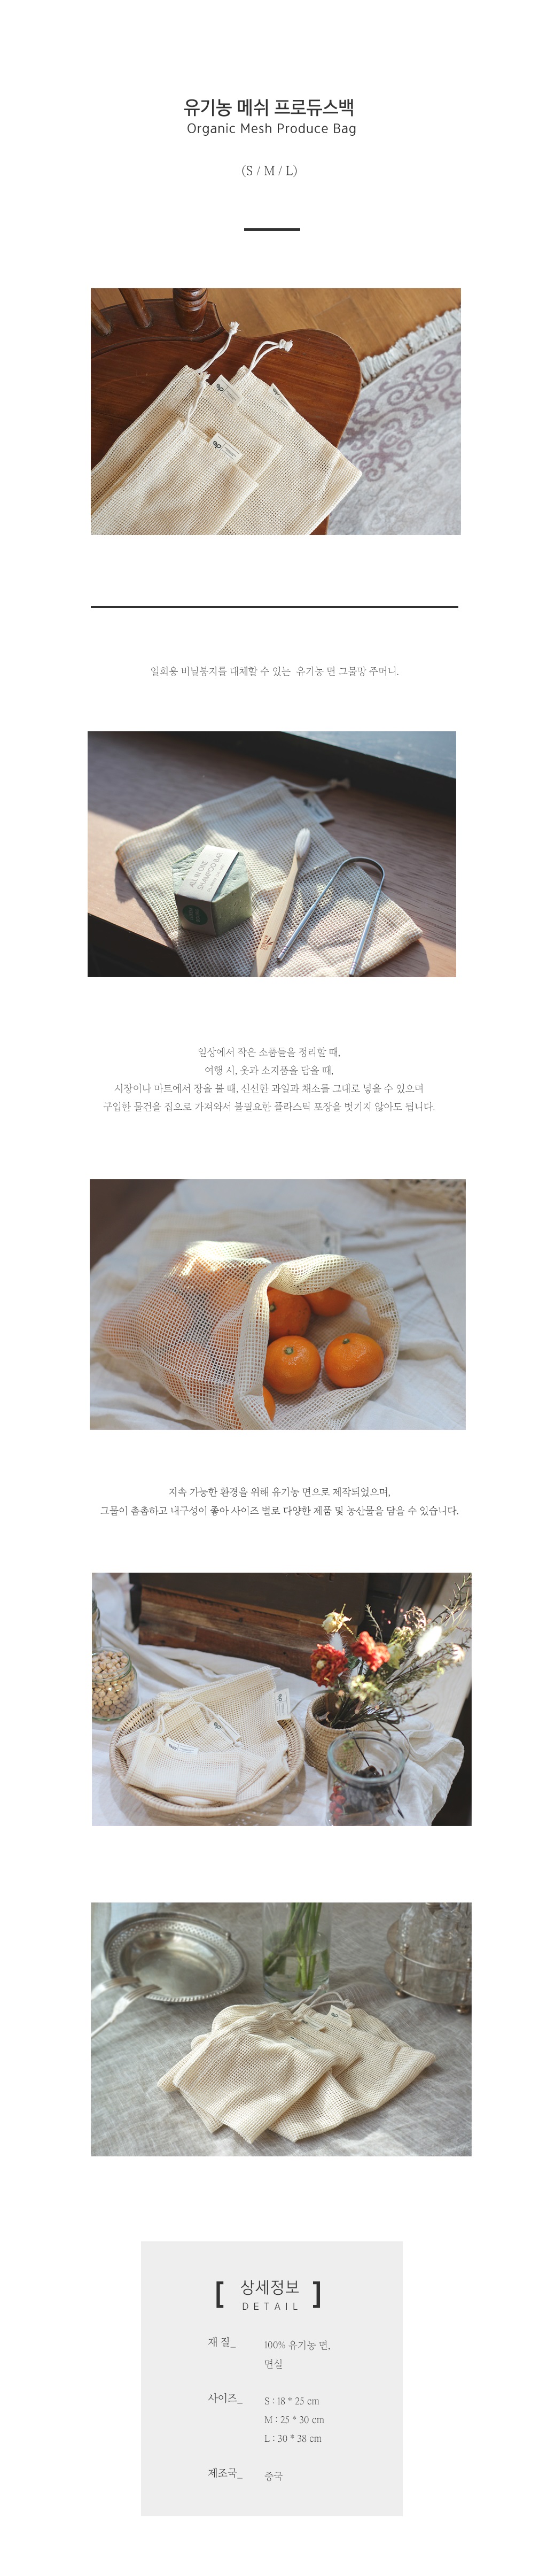 유기농 메쉬 프로듀스백
Organic Mesh Produce Bag
(S / M / L)
일회용 비닐봉지를 대체할 수 있는 유기농 면 그물망 주머니.
ALL IN ONE
SHAMPOO BAR
일상에서 작은 소품들을 정리할 때,
여행 시, 옷과 소지품을 담을 때,
시장이나 마트에서 장을 볼 때, 신선한 과일과 채소를 그대로 넣을 수 있으며
구입한 물건을 집으로 가져와서 불필요한 플라스틱 포장을 벗기지 않아도 됩니다.
지속 가능한 환경을 위해 유기농 면으로 제작되었으며,
그물이 촘촘하고 내구성이 좋아 사이즈 별로 다양한 제품 및 농산물을 담을 수 있습니다.
[ 상세정보 ]
DETAIL
재 질_ 100% 유기농 면,
면실
사이즈_ S : 18 * 25 cm
M : 25 * 30 cm
L : 30 * 38 cm
제조국_ 중국